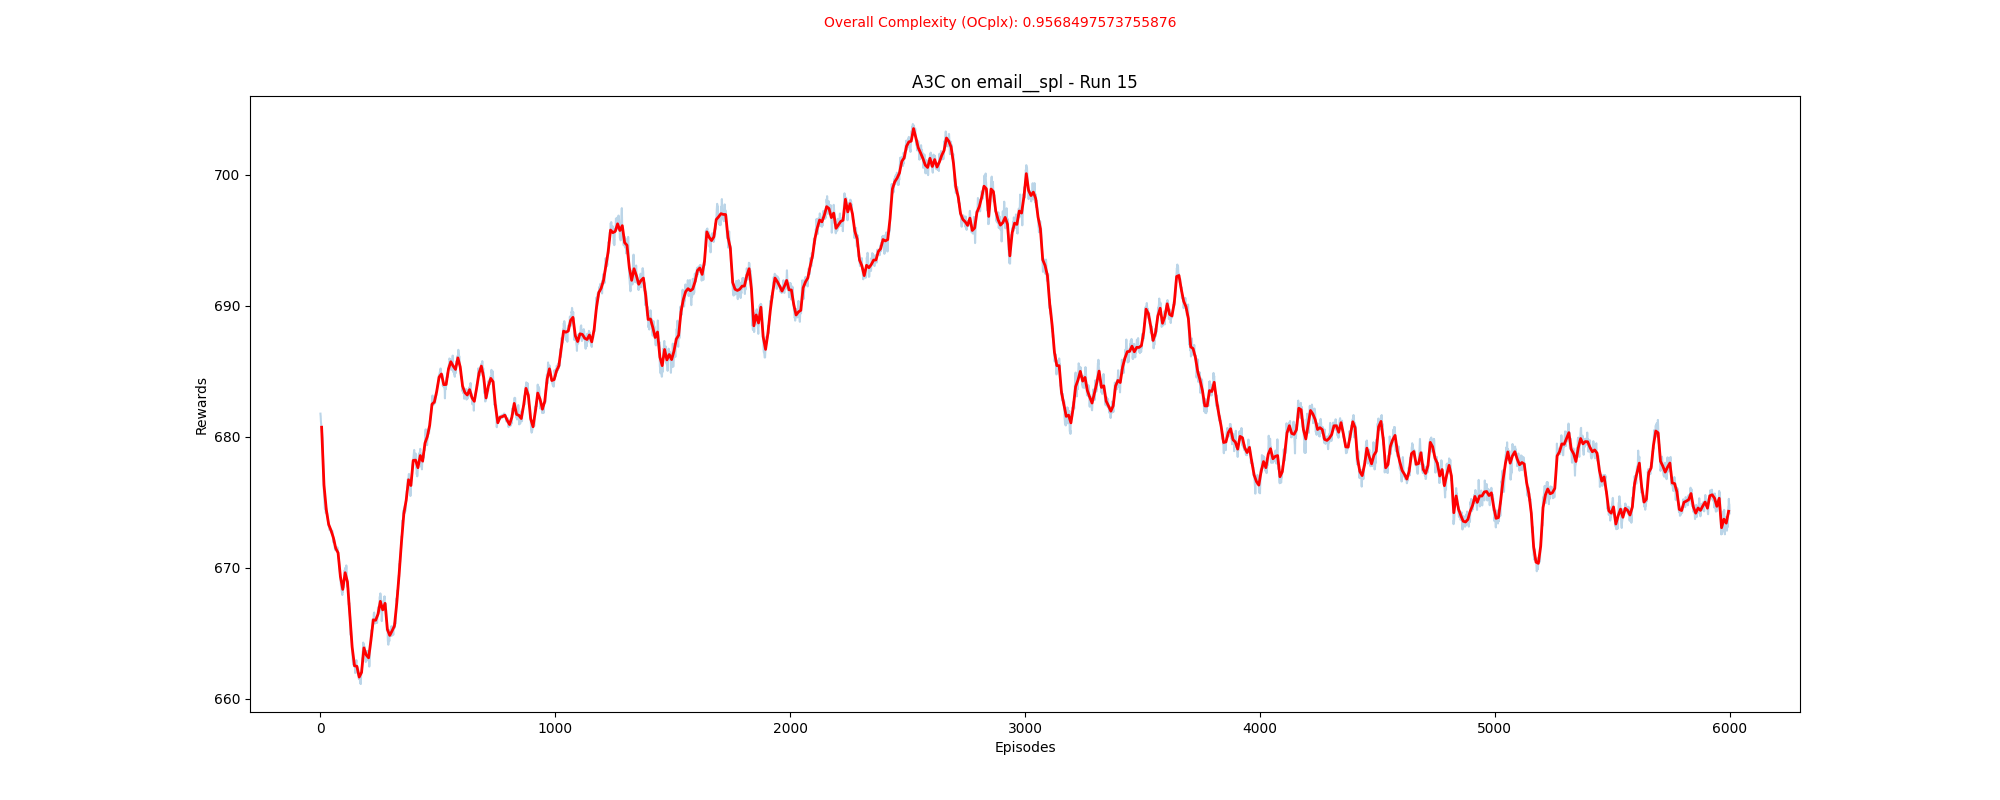 Overall Complexity (OCplx): 0.9568497573755876
A3C on email__spl - Run 15
Rewards
700
690
680
670
660
0 1000 2000 3000 4000 5000 6000
Episodes